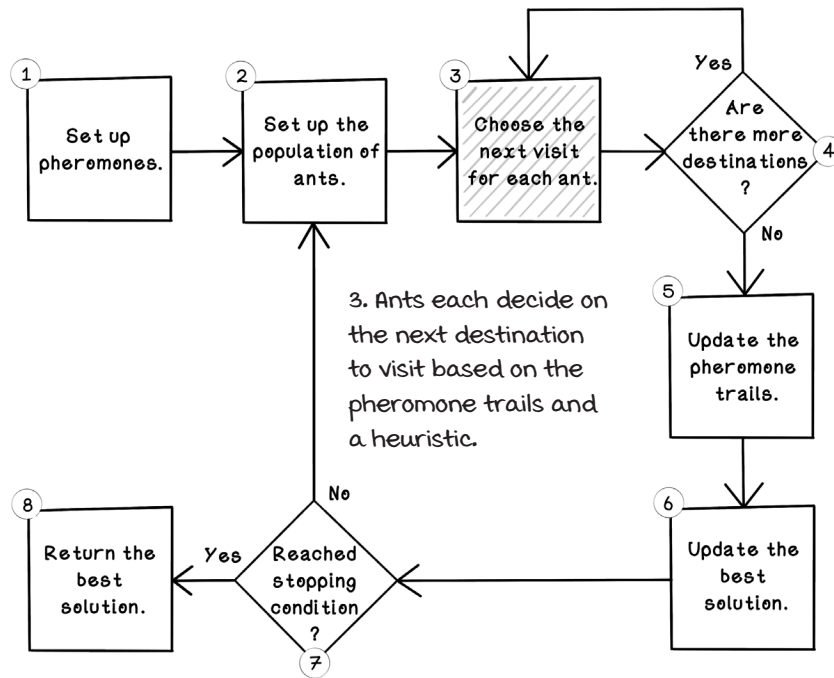 1
Set up
pheromones.
2
Set up the
population of
ants.
3
Choose the
next visit
for each ant.
Yes
Are
there more
destinations
?
4
No
3. Ants each decide on
the next destination
to visit based on the
pheromone trails and
a heuristic.
5
Update the
pheromone
trails.
6
Update the
best
solution.
No
Reached
stopping
condition
?
7
Yes
8
Return the
best
solution.